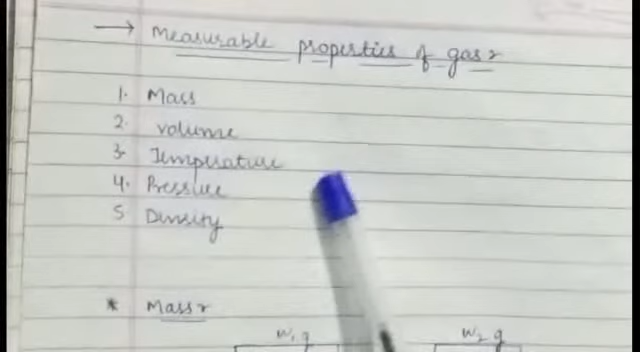 → Measurable properties of gas :-
1. Mass
2. Volume
3. Temperature
4. Pressure
5 Density
* Mass :-
W₁ g W₂ g